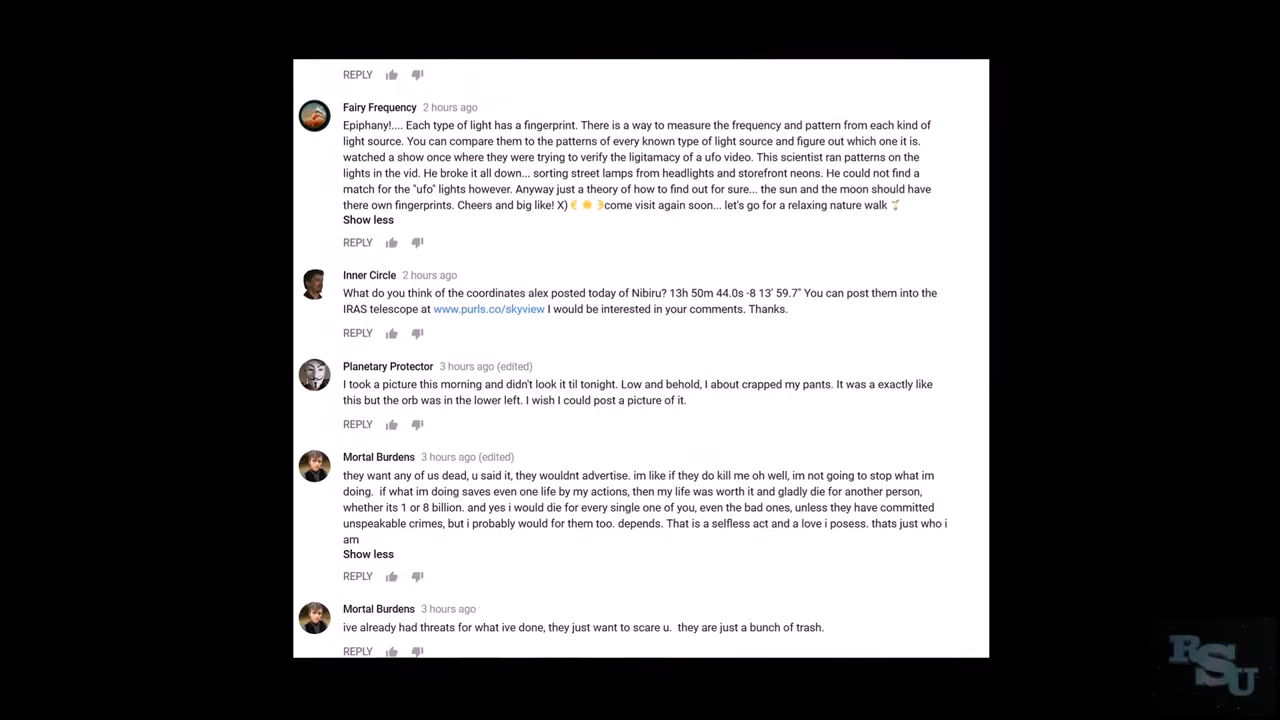 REPLY
Fairy Frequency 2 hours ago
Epiphany!.... Each type of light has a fingerprint. There is a way to measure the frequency and pattern from each kind of
light source. You can compare them to the patterns of every known type of light source and figure out which one it is.
watched a show once where they were trying to verify the ligitamacy of a ufo video. This scientist ran patterns on the
lights in the vid. He broke it all down... sorting street lamps from headlights and storefront neons. He could not find a
match for the "ufo" lights however. Anyway just a theory of how to find out for sure... the sun and the moon should have
there own fingerprints. Cheers and big like! X) come visit again soon... let's go for a relaxing nature walk
Show less
REPLY
Inner Circle 2 hours ago
What do you think of the coordinates alex posted today of Nibiru? 13h 50m 44.0s -8 13' 59.7" You can post them into the
IRAS telescope at www.purls.co/skyview I would be interested in your comments. Thanks.
REPLY
Planetary Protector 3 hours ago (edited)
I took a picture this morning and didn't look it til tonight. Low and behold, I about crapped my pants. It was a exactly like
this but the orb was in the lower left. I wish I could post a picture of it.
REPLY
Mortal Burdens 3 hours ago (edited)
they want any of us dead, u said it, they wouldnt advertise. im like if they do kill me oh well, im not going to stop what im
doing. if what im doing saves even one life by my actions, then my life was worth it and gladly die for another person,
whether its 1 or 8 billion. and yes i would die for every single one of you, even the bad ones, unless they have committed
unspeakable crimes, but i probably would for them too. depends. That is a selfless act and a love i posess. thats just who i
am
Show less
REPLY
Mortal Burdens 3 hours ago
ive already had threats for what ive done, they just want to scare u. they are just a bunch of trash.
REPLY
RSU